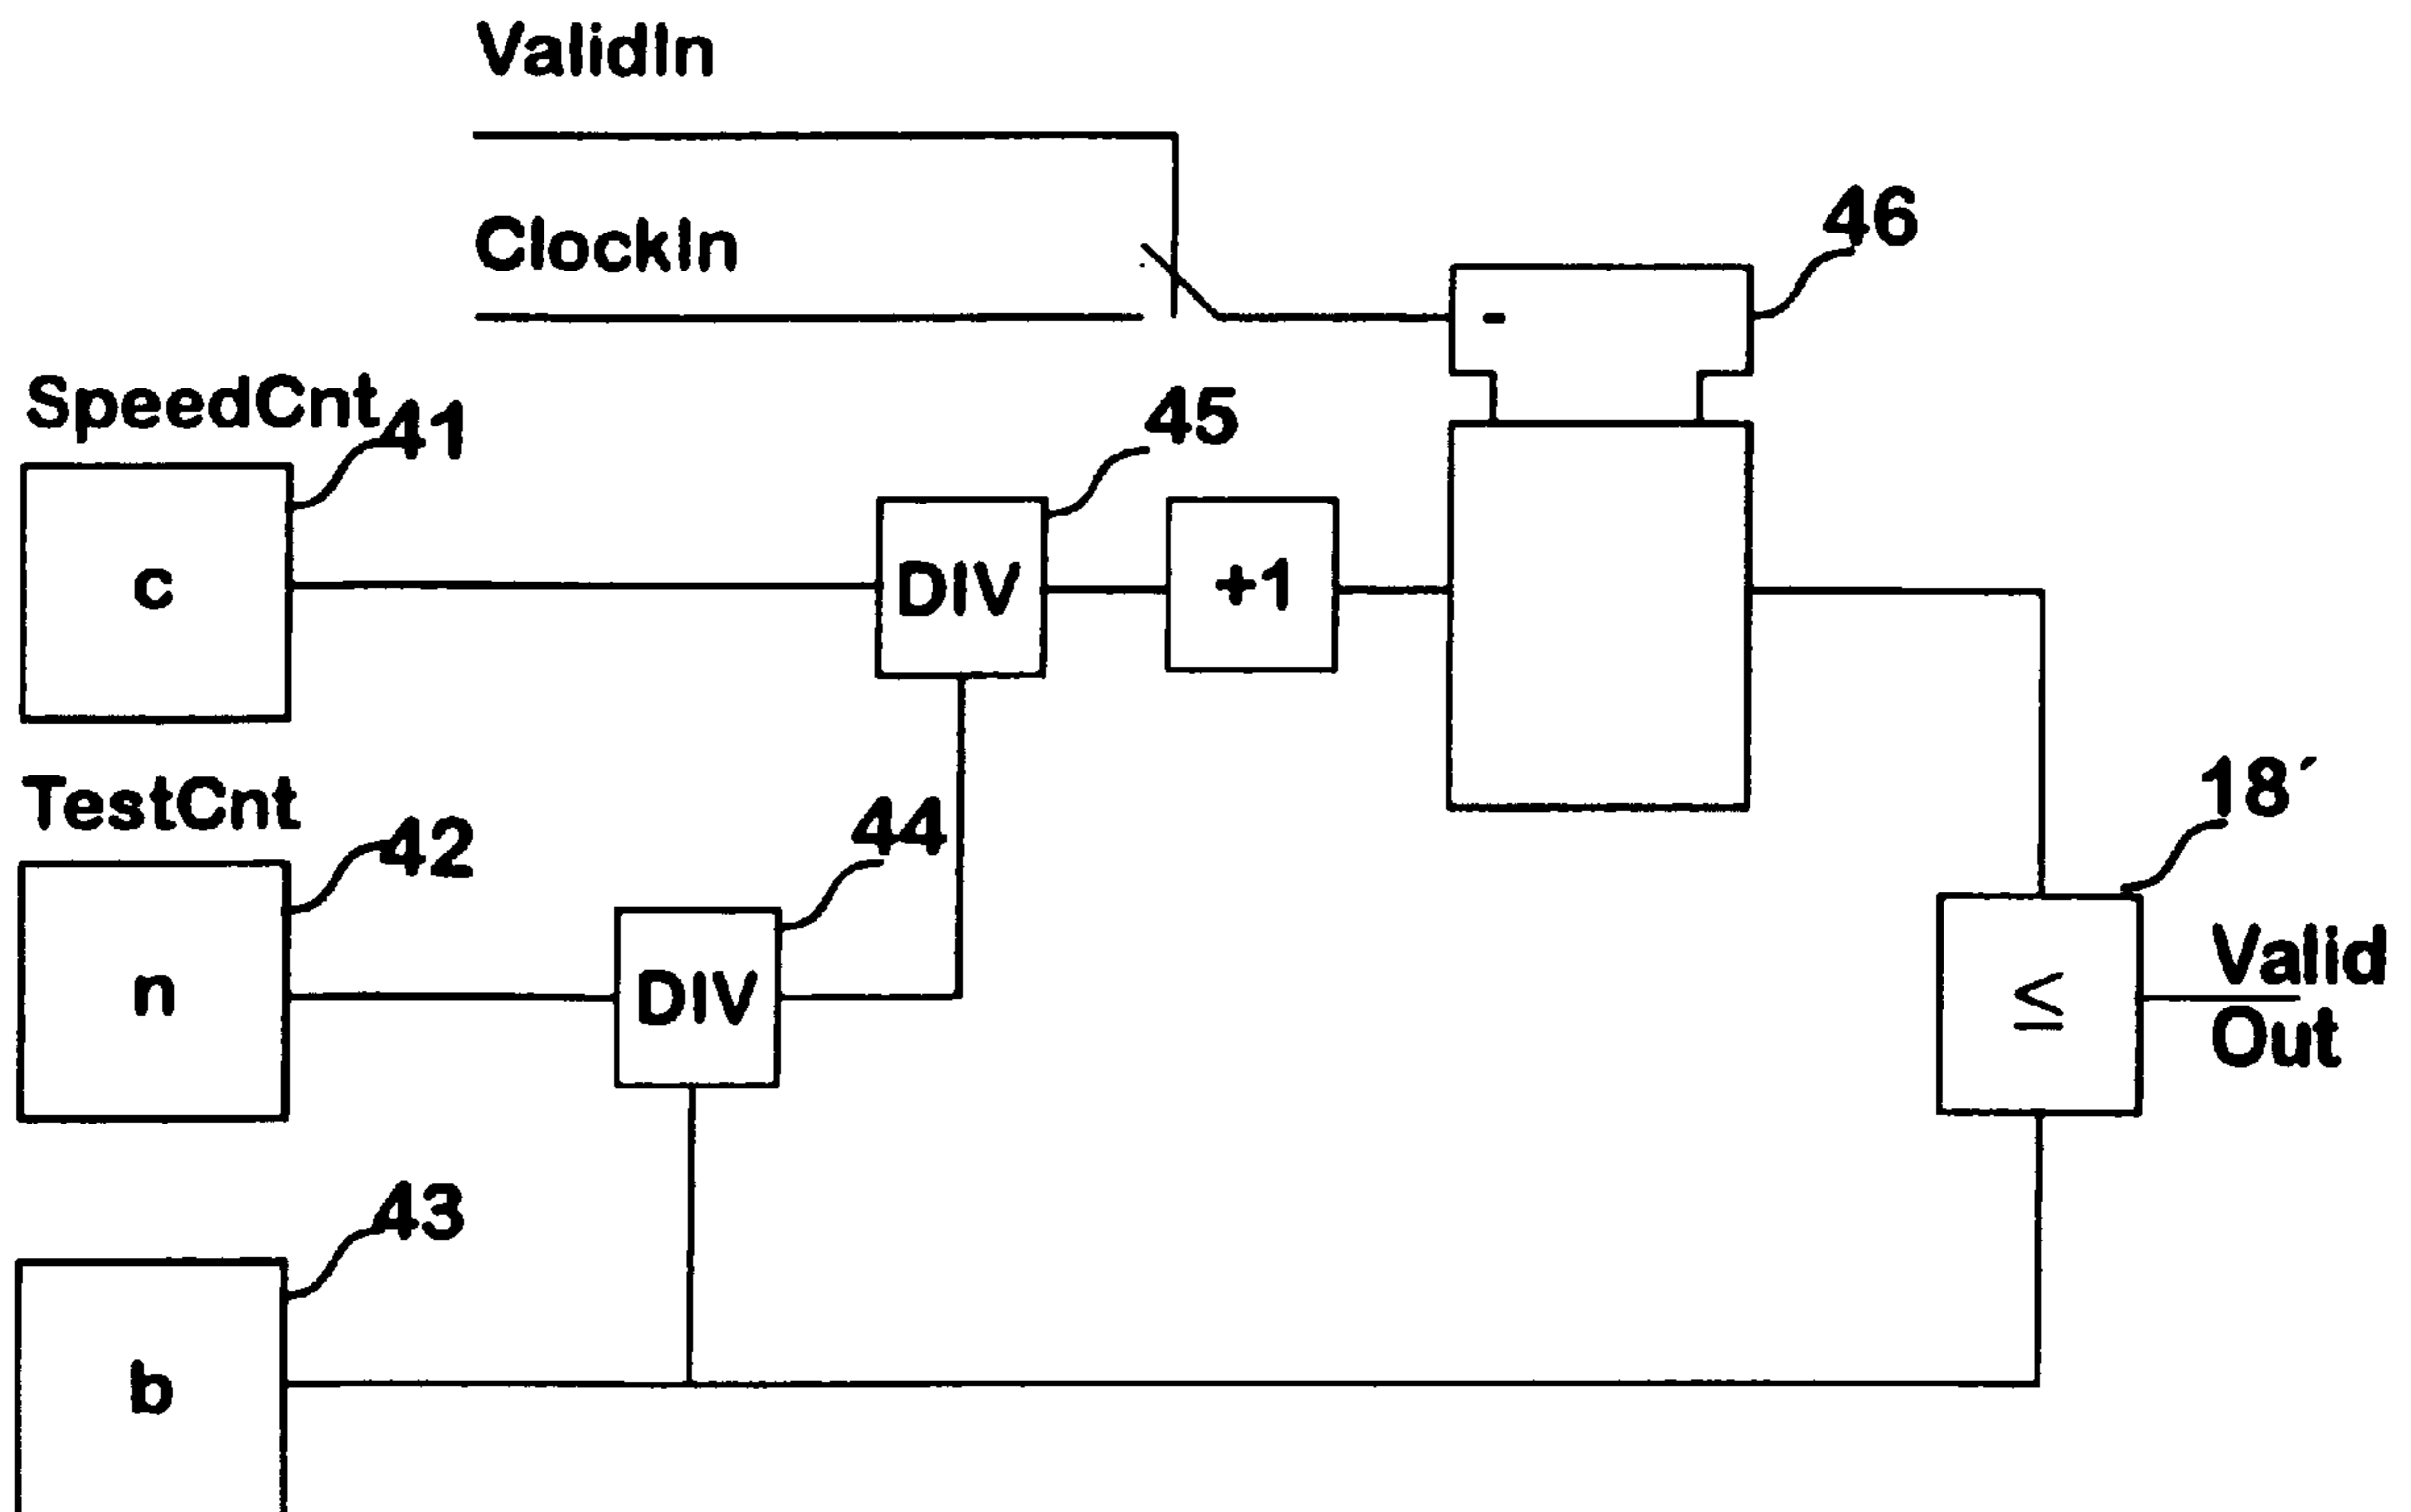 ValidIn
ClockIn
46
-
SpeedCnt
41
45
c
DIV
+1
TestCnt
42
44
18´
n
DIV
≤
Valid
Out
43
b